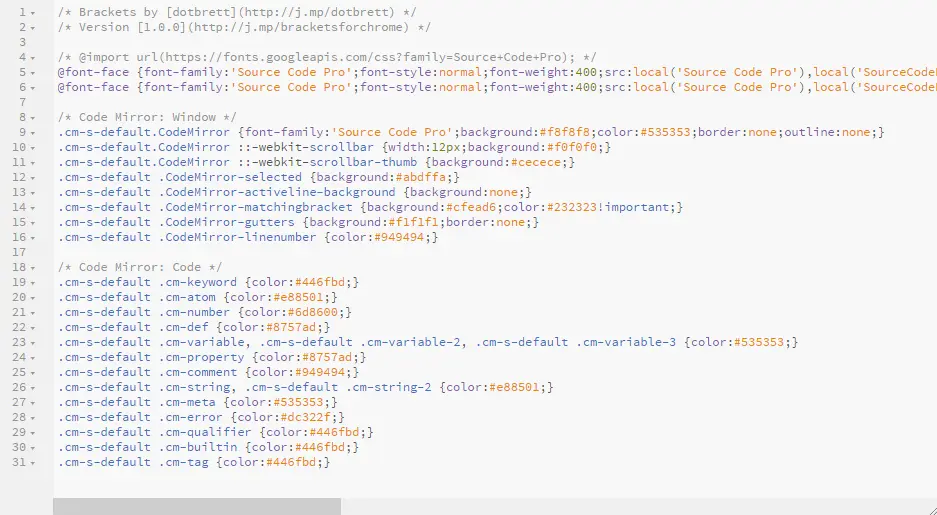 1 /* Brackets by [dotbrett](http://j.mp/dotbrett) */
2 /* Version [1.0.0](http://j.mp/bracketsforchrome) */
3
4 /* @import url(https://fonts.googleapis.com/css?family=Source+Code+Pro); */
5 @font-face {font-family:'Source Code Pro';font-style:normal;font-weight:400;src:local('Source Code Pro'),local('SourceCode
6 @font-face {font-family:'Source Code Pro';font-style:normal;font-weight:400;src:local('Source Code Pro'),local('SourceCode
7
8 /* Code Mirror: Window */
9 .cm-s-default.CodeMirror {font-family:'Source Code Pro';background:#f8f8f8;color:#535353;border:none;outline:none;}
10 .cm-s-default.CodeMirror ::-webkit-scrollbar {width:12px;background:#f0f0f0;}
11 .cm-s-default.CodeMirror ::-webkit-scrollbar-thumb {background:#cecece;}
12 .cm-s-default .CodeMirror-selected {background:#abdffa;}
13 .cm-s-default .CodeMirror-activeline-background {background:none;}
14 .cm-s-default .CodeMirror-matchingbracket {background:#cfead6;color:#232323!important;}
15 .cm-s-default .CodeMirror-gutters {background:#f1f1f1;border:none;}
16 .cm-s-default .CodeMirror-linenumber {color:#949494;}
17
18 /* Code Mirror: Code */
19 .cm-s-default .cm-keyword {color:#446fbd;}
20 .cm-s-default .cm-atom {color:#e88501;}
21 .cm-s-default .cm-number {color:#6d8600;}
22 .cm-s-default .cm-def {color:#8757ad;}
23 .cm-s-default .cm-variable, .cm-s-default .cm-variable-2, .cm-s-default .cm-variable-3 {color:#535353;}
24 .cm-s-default .cm-property {color:#8757ad;}
25 .cm-s-default .cm-comment {color:#949494;}
26 .cm-s-default .cm-string, .cm-s-default .cm-string-2 {color:#e88501;}
27 .cm-s-default .cm-meta {color:#535353;}
28 .cm-s-default .cm-error {color:#dc322f;}
29 .cm-s-default .cm-qualifier {color:#446fbd;}
30 .cm-s-default .cm-builtin {color:#446fbd;}
31 .cm-s-default .cm-tag {color:#446fbd;}